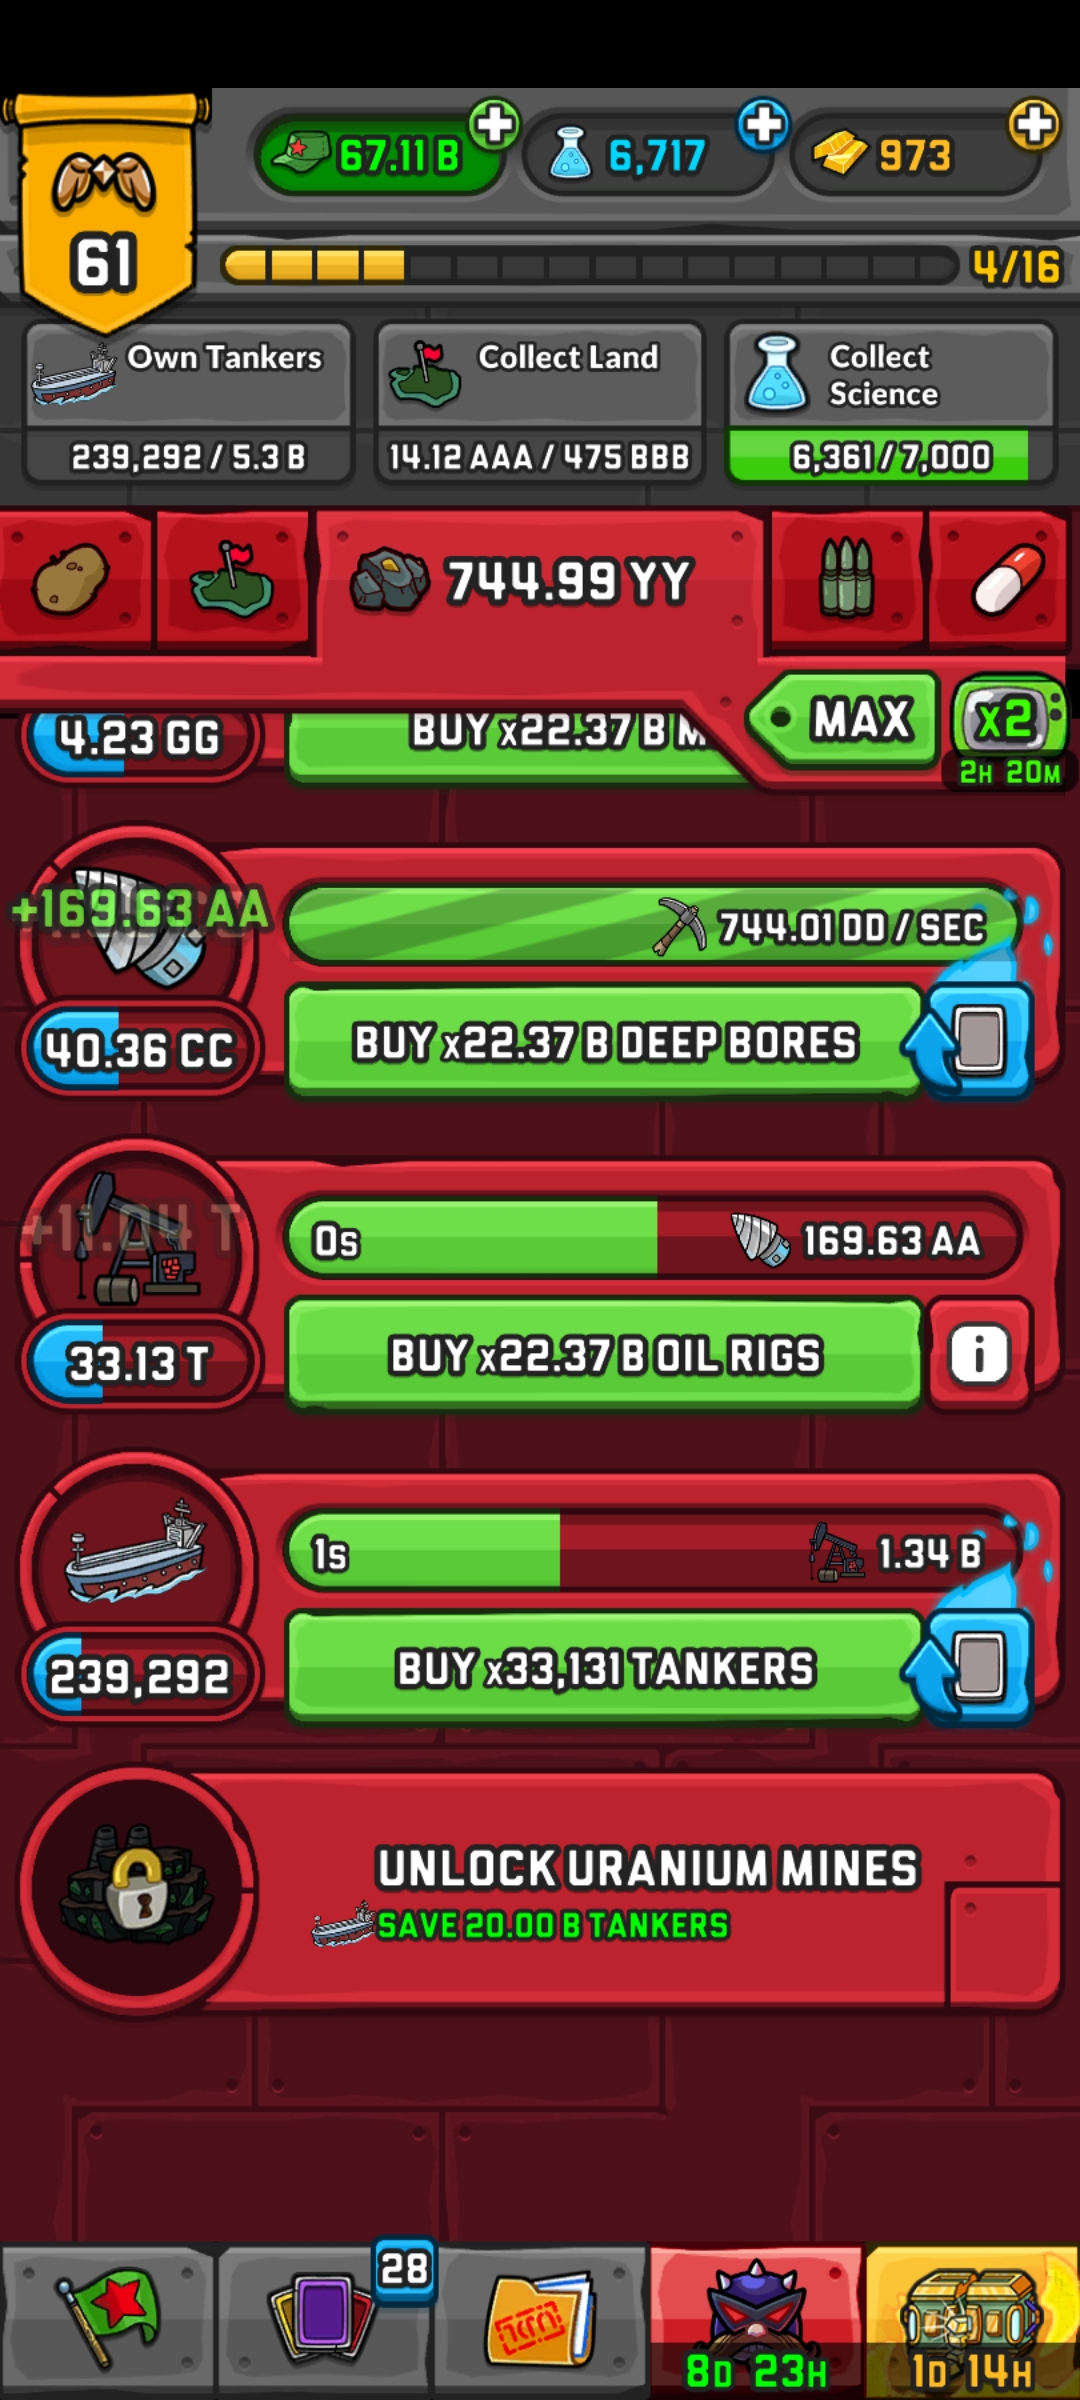 67.11 B
6,717
973
61
4/16
Own Tankers
239,292 / 5.3 B
Collect Land
14.12 AAA / 475 BBB
Collect
Science
6,361/7,000
744.99 YY
MAX
x2
2H 20M
4.23 GG
BUY x22.37 B M
+169.63 AA
744.01 DD / SEC
40.36 CC
BUY x22.37 B DEEP BORES
+11.04 T
0s
169.63 AA
33.13 T
BUY x22.37 B OIL RIGS
i
1s
1.34 B
239,292
BUY x33,131 TANKERS
UNLOCK URANIUM MINES
SAVE 20.00 B TANKERS
28
8D 23H
1D 14H